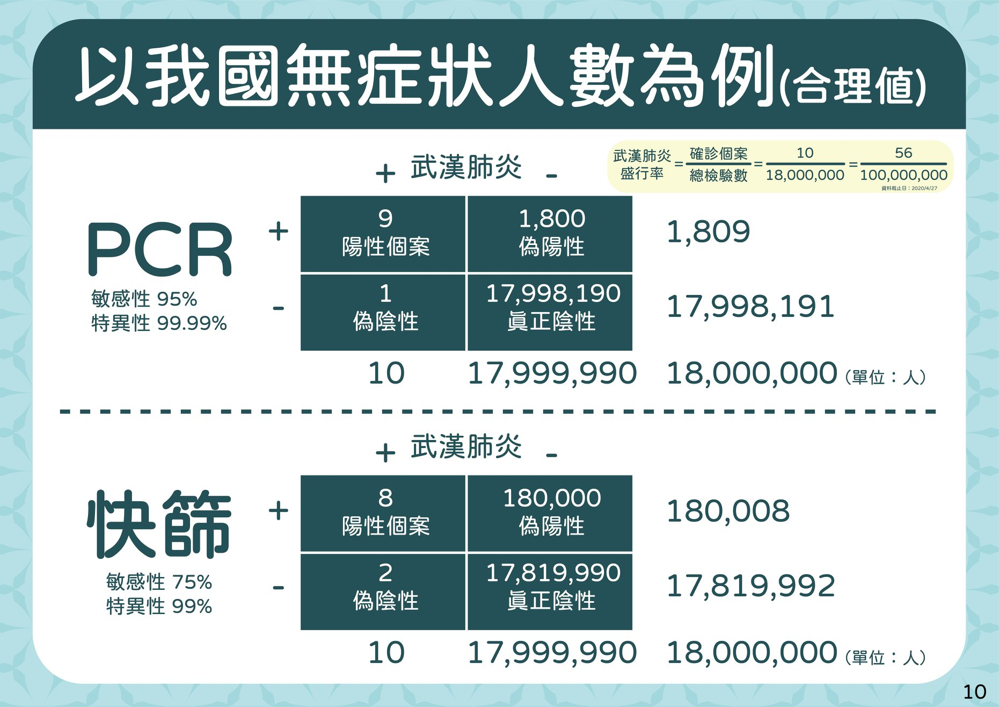 以我國無症狀人數為例(合理值)
武漢肺炎盛行率 = 確診個案 / 總檢驗數 = 10 / 18,000,000 = 56 / 100,000,000
資料截止日：2020/4/27
+ 武漢肺炎 -
PCR
敏感性 95%
特異性 99.99%
+ 9 1,800 1,809
陽性個案 偽陽性
- 1 17,998,190 17,998,191
偽陰性 眞正陰性
10 17,999,990 18,000,000 (單位：人)
+ 武漢肺炎 -
快篩
敏感性 75%
特異性 99%
+ 8 180,000 180,008
陽性個案 偽陽性
- 2 17,819,990 17,819,992
偽陰性 眞正陰性
10 17,999,990 18,000,000 (單位：人)
10